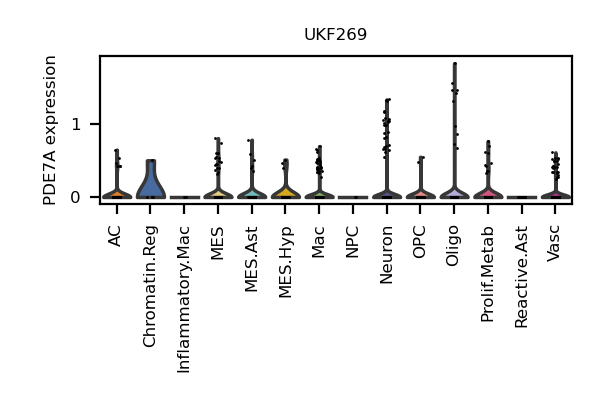 UKF269
PDE7A expression
1
0
AC
Chromatin.Reg
Inflammatory.Mac
MES
MES.Ast
MES.Hyp
Mac
NPC
Neuron
OPC
Oligo
Prolif.Metab
Reactive.Ast
Vasc